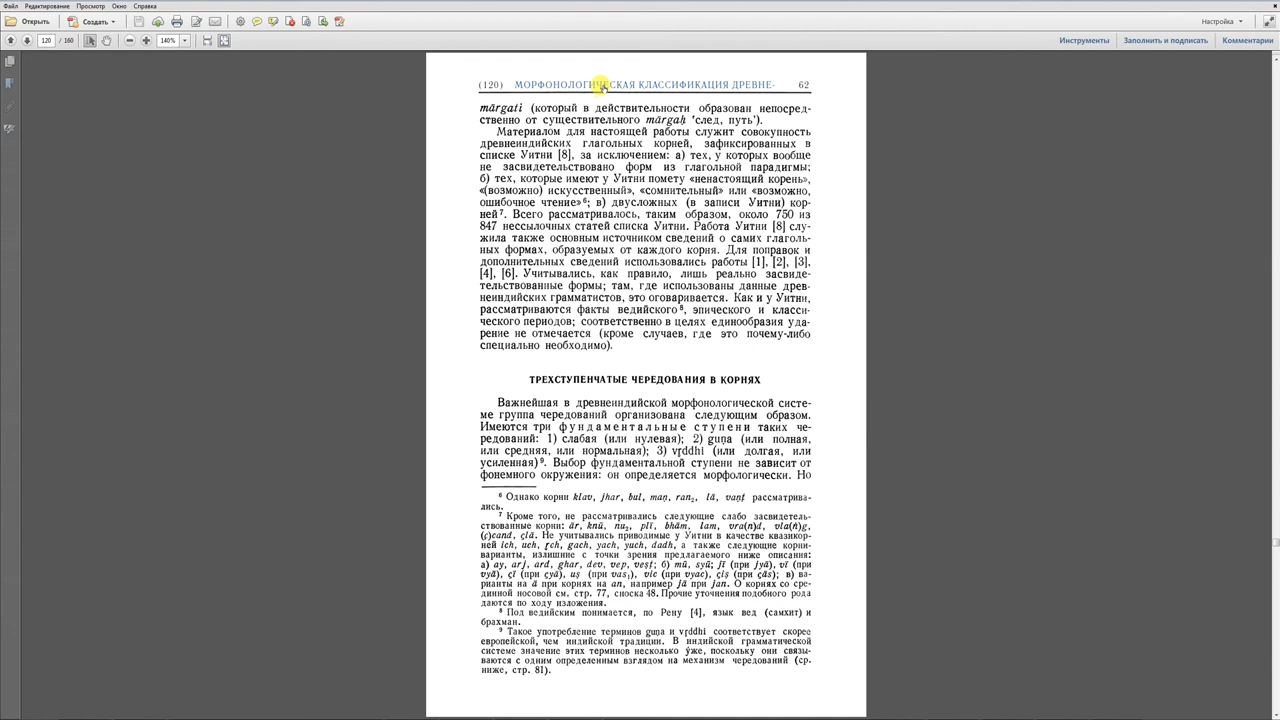 Файл Редактирование Просмотр Окно Справка
Открыть Создать Настройка
120 / 160 140% Инструменты Заполнить и подписать Комментарии
(120) МОРФОНОЛОГИЧЕСКАЯ КЛАССИФИКАЦИЯ ДРЕВНЕ- 62
mārgati (который в действительности образован непосред-
ственно от существительного mārgaḥ ‘след, путь’).
Материалом для настоящей работы служит совокупность
древнеиндийских глагольных корней, зафиксированных в
списке Уитни [8], за исключением: а) тех, у которых вообще
не засвидетельствовано форм из глагольной парадигмы;
б) тех, которые имеют у Уитни помету «ненастоящий корень»,
«(возможно) искусственный», «сомнительный» или «возможно,
ошибочное чтение»⁶; в) двусложных (в записи Уитни) кор-
ней⁷. Всего рассматривалось, таким образом, около 750 из
847 нессылочных статей списка Уитни. Работа Уитни [8] слу-
жила также основным источником сведений о самих глаголь-
ных формах, образуемых от каждого корня. Для поправок и
дополнительных сведений использовались работы [1], [2], [3],
[4], [6]. Учитывались, как правило, лишь реально засвиде-
тельствованные формы; там, где использованы данные древ-
неиндийских грамматистов, это оговаривается. Как и у Уитни,
рассматриваются факты ведийского⁸, эпического и класси-
ческого периодов; соответственно в целях единообразия уда-
рение не отмечается (кроме случаев, где это почему-либо
специально необходимо).
ТРЕХСТУПЕНЧАТЫЕ ЧЕРЕДОВАНИЯ В КОРНЯХ
Важнейшая в древнеиндийской морфонологической систе-
ме группа чередований организована следующим образом.
Имеются три фундаментальные ступени таких че-
редований: 1) слабая (или нулевая); 2) guṇa (или полная,
или средняя, или нормальная); 3) vṛddhi (или долгая, или
усиленная)⁹. Выбор фундаментальной ступени не зависит от
фонемного окружения: он определяется морфологически. Но
⁶ Однако корни klav, jhar, bul, maṇ, ran₂, lā, vaṇṭ рассматрива-
лись.
⁷ Кроме того, не рассматривались следующие слабо засвидетель-
ствованные корни: ār, knū, nu₂, plī, bhām, lam, vra(n)d, vla(ñ)g,
(ç)cand, çlā. Не учитывались приводимые у Уитни в качестве квазикор-
ней ich, uch, ṛch, gach, yach, yuch, dadh, а также следующие корни-
варианты, излишние с точки зрения предлагаемого ниже описания:
а) ay, arj, ard, ghar, dev, vep, veṣṭ; б) mū, syū; jī (при jyā), vī (при
vyā), çī (при çyā), uṣ (при vas₁), vic (при vyac), çiṣ (при çās); в) ва-
рианты на ā при корнях на an, например jā при jan. О корнях со сре-
динной носовой см. стр. 77, сноска 48. Прочие уточнения подобного рода
даются по ходу изложения.
⁸ Под ведийским понимается, по Рену [4], язык вед (самхит) и
брахман.
⁹ Такое употребление терминов guṇa и vṛddhi соответствует скорее
европейской, чем индийской традиции. В индийской грамматической
системе значение этих терминов несколько у́же, поскольку они связы-
ваются с одним определенным взглядом на механизм чередований (ср.
ниже, стр. 81).